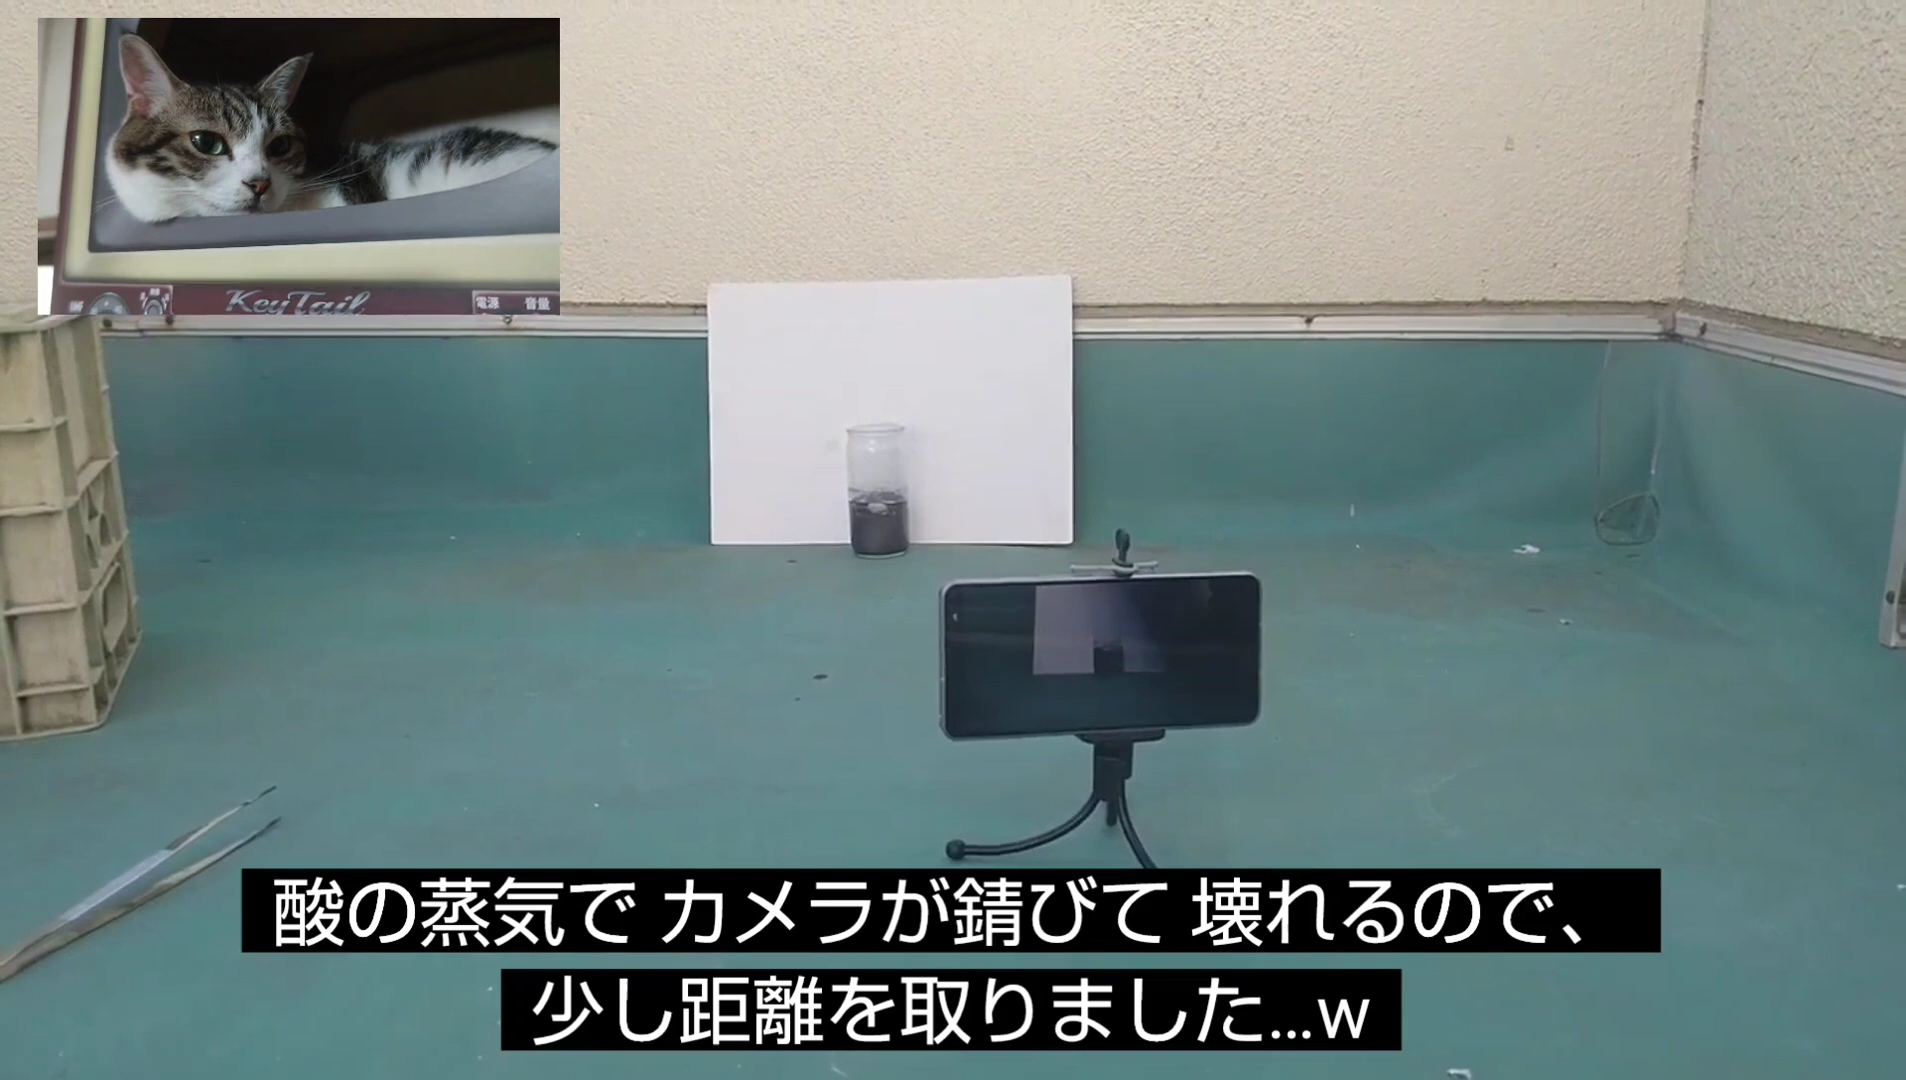 KeyTail
電源 音量
酸の蒸気で カメラが錆びて 壊れるので、
少し距離を取りました...w